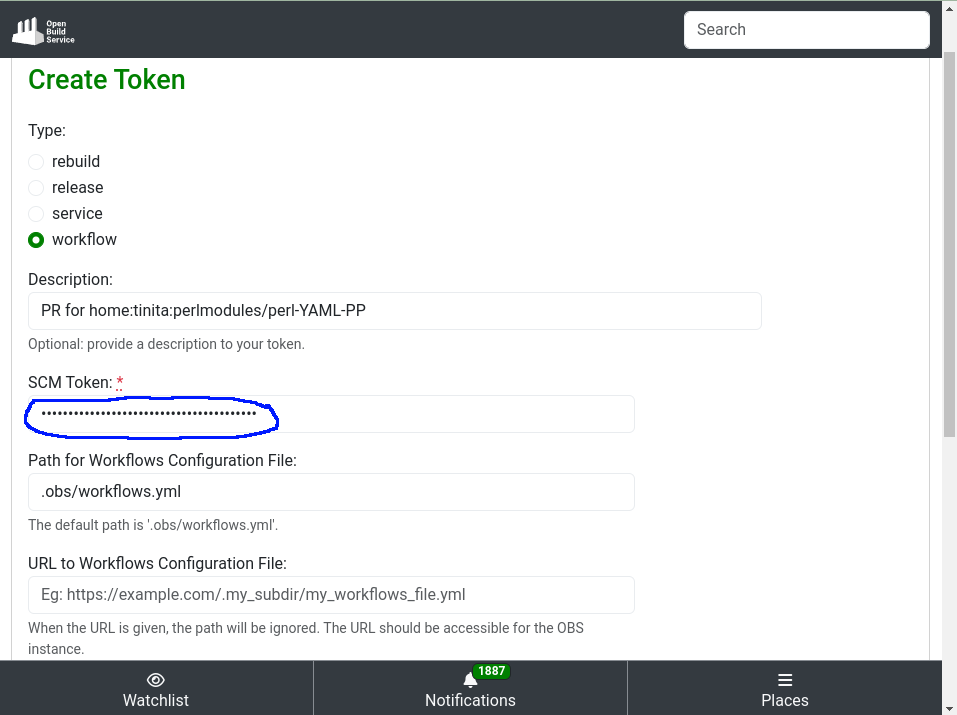 Open
Build
Service
Search
Create Token
Type:
rebuild
release
service
workflow
Description:
PR for home:tinita:perlmodules/perl-YAML-PP
Optional: provide a description to your token.
SCM Token: *
••••••••••••••••••••••••••••••••••••••••
Path for Workflows Configuration File:
.obs/workflows.yml
The default path is '.obs/workflows.yml'.
URL to Workflows Configuration File:
Eg: https://example.com/.my_subdir/my_workflows_file.yml
When the URL is given, the path will be ignored. The URL should be accessible for the OBS
instance.
Watchlist
1887
Notifications
Places